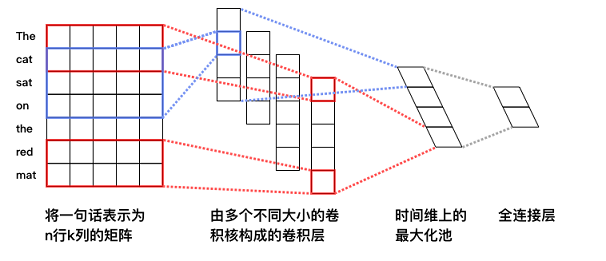 The
cat
sat
on
the
red
mat
将一句话表示为
n行k列的矩阵
由多个不同大小的卷
积核构成的卷积层
时间维上的
最大化池
全连接层